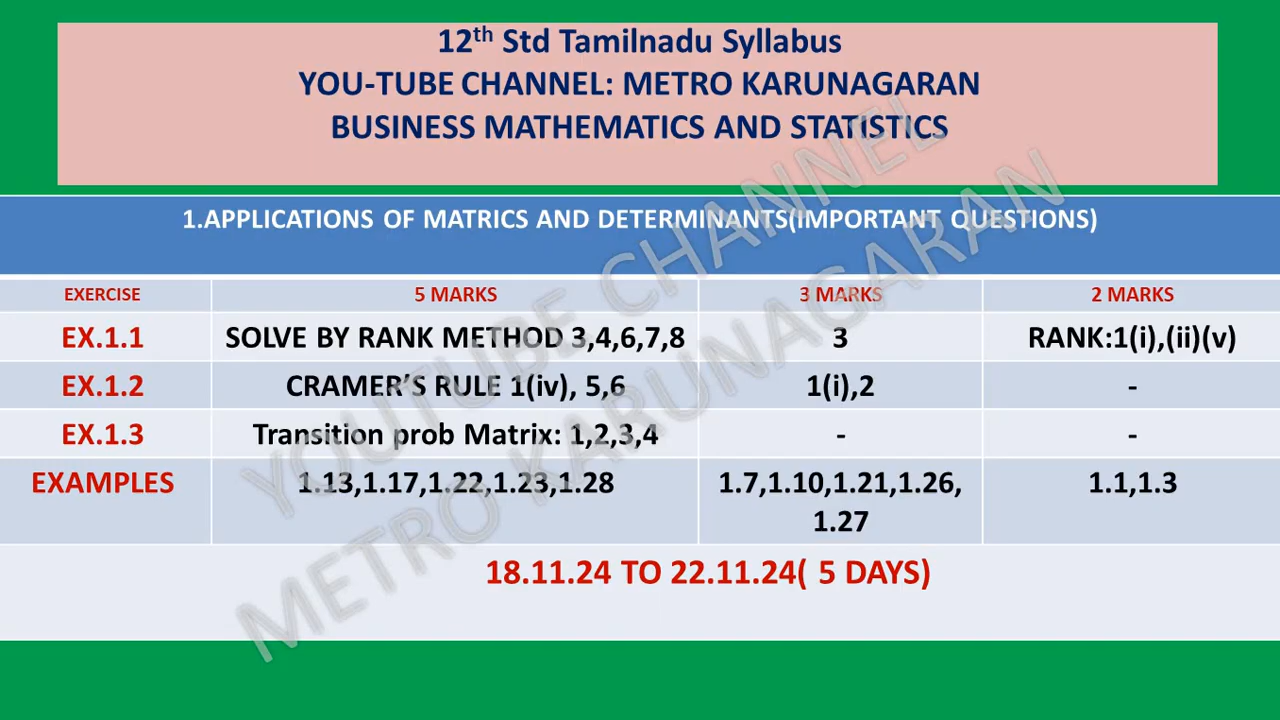 12th Std Tamilnadu Syllabus
YOU-TUBE CHANNEL: METRO KARUNAGARAN
BUSINESS MATHEMATICS AND STATISTICS
1.APPLICATIONS OF MATRICS AND DETERMINANTS(IMPORTANT QUESTIONS)
EXERCISE 5 MARKS 3 MARKS 2 MARKS
EX.1.1 SOLVE BY RANK METHOD 3,4,6,7,8 3 RANK:1(i),(ii)(v)
EX.1.2 CRAMER’S RULE 1(iv), 5,6 1(i),2 -
EX.1.3 Transition prob Matrix: 1,2,3,4 - -
EXAMPLES 1.13,1.17,1.22,1.23,1.28 1.7,1.10,1.21,1.26, 1.1,1.3
1.27
18.11.24 TO 22.11.24( 5 DAYS)
YOUTUBE CHANNEL
METRO KARUNAGARAN